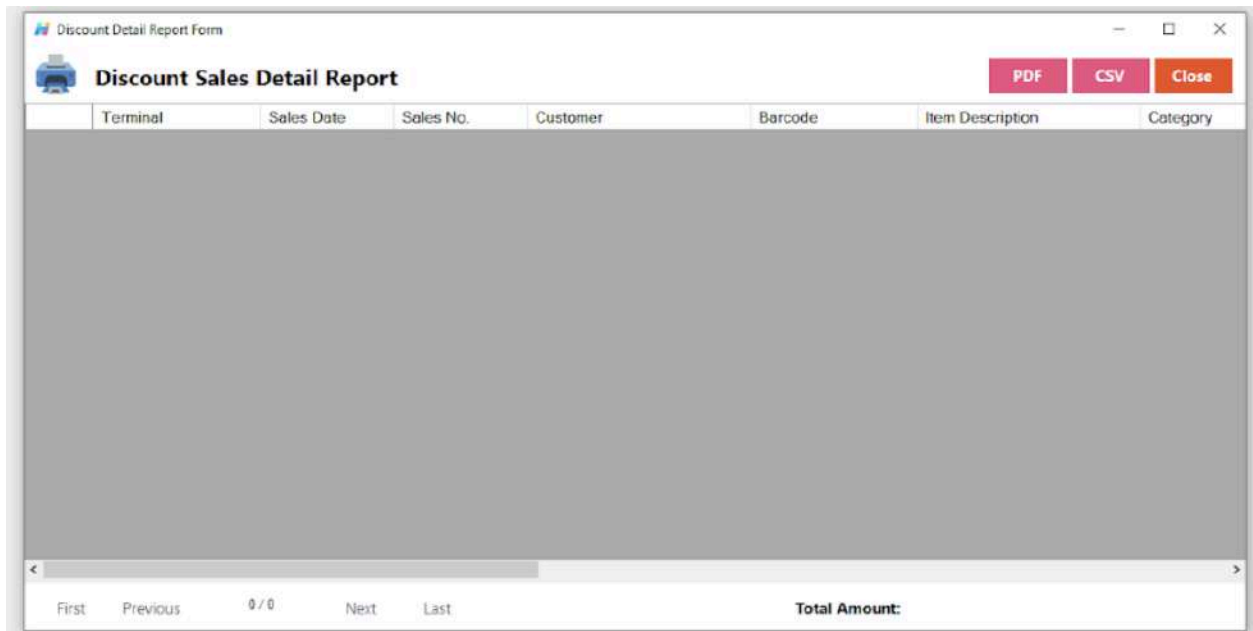 Discount Detail Report Form
Discount Sales Detail Report PDF CSV Close
Terminal Sales Date Sales No. Customer Barcode Item Description Category
First Previous 0 / 0 Next Last Total Amount: